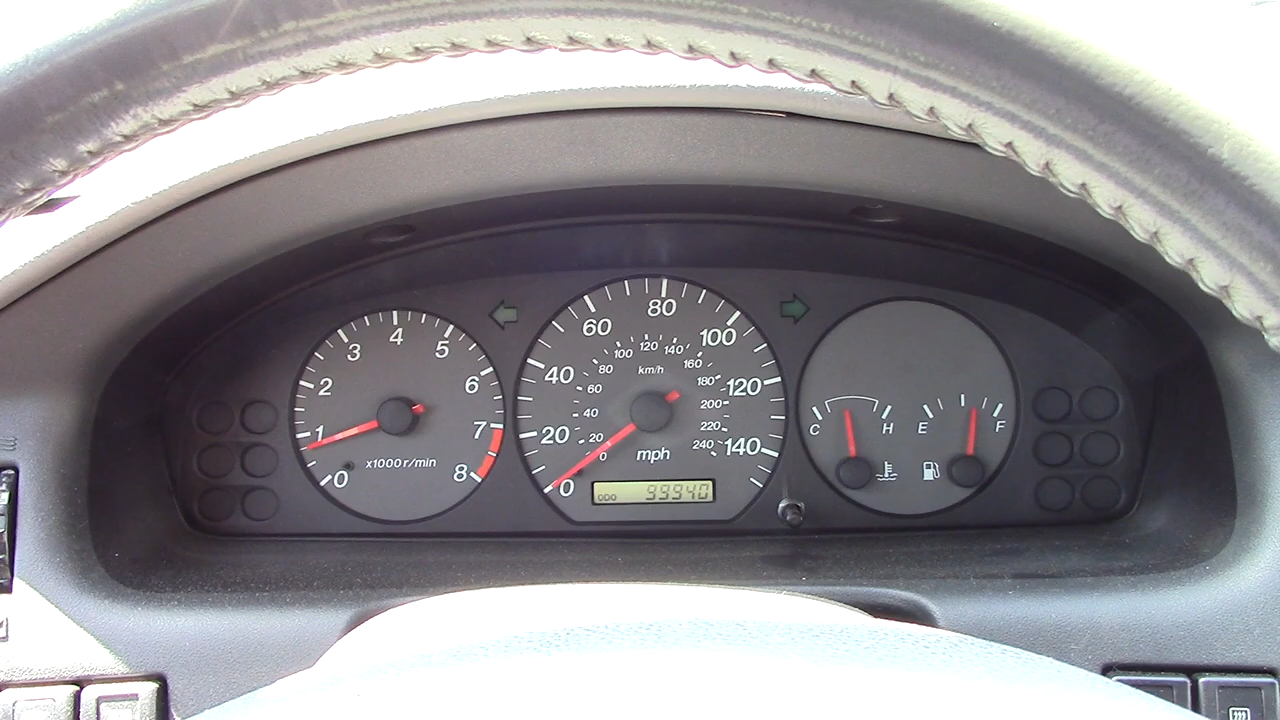 0 1 2 3 4 5 6 7 8
x1000r/min
0 20 40 60 80 100 120 140
0 20 40 60 80 100 120 140 160 180 200 220 240
km/h
mph
ODO 99940
C H
E F